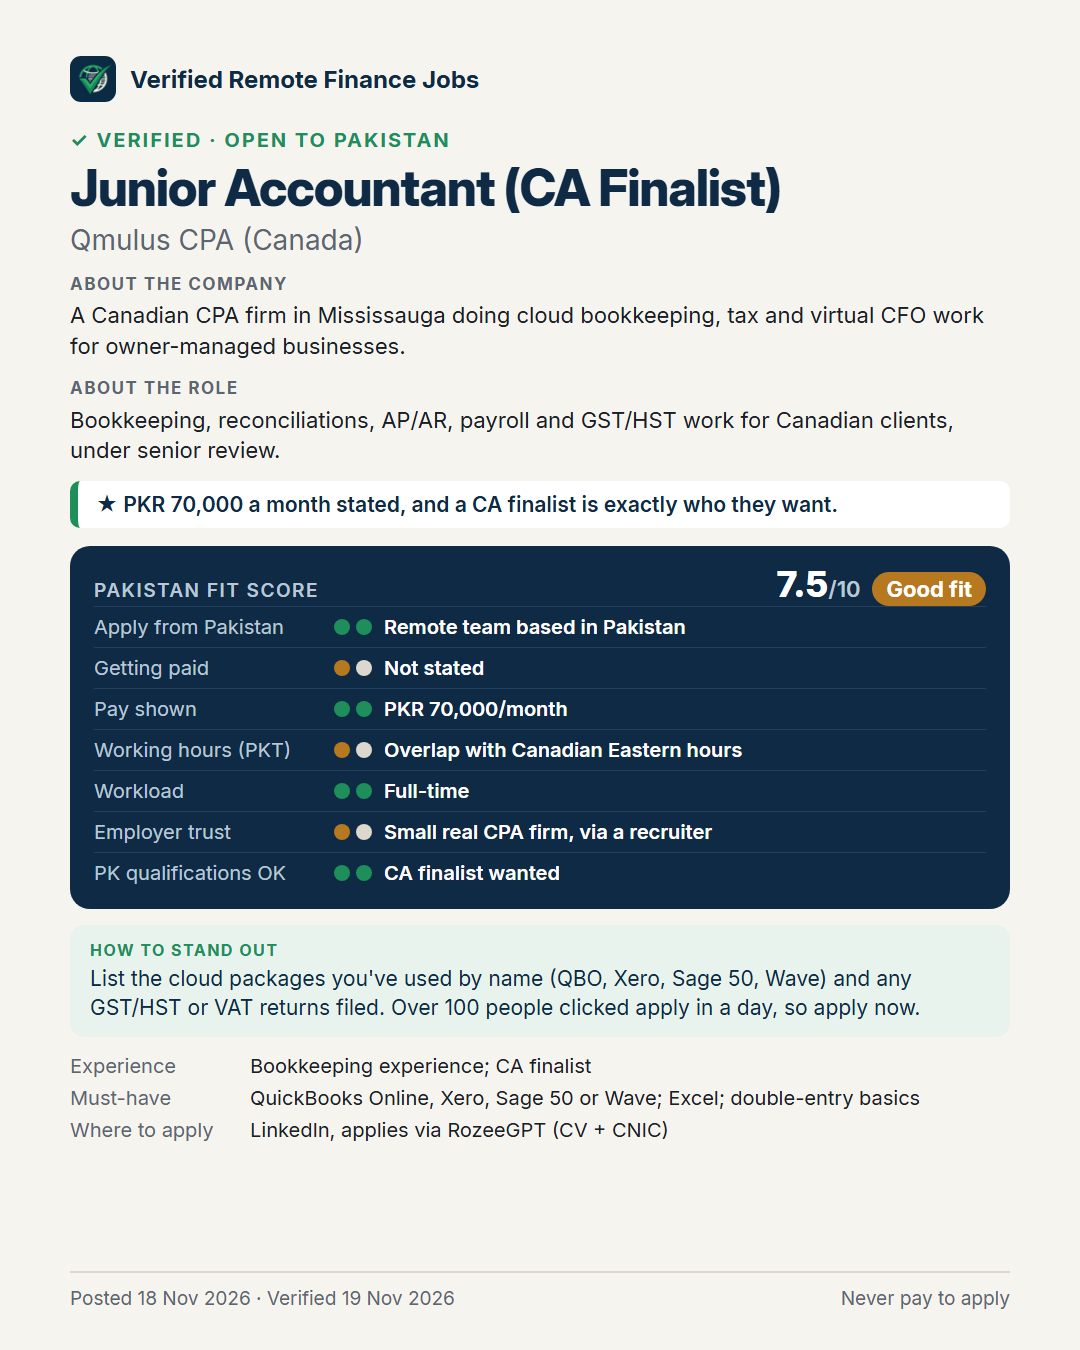 Verified Remote Finance Jobs
✓ VERIFIED · OPEN TO PAKISTAN
Junior Accountant (CA Finalist)
Qmulus CPA (Canada)
ABOUT THE COMPANY
A Canadian CPA firm in Mississauga doing cloud bookkeeping, tax and virtual CFO work
for owner-managed businesses.
ABOUT THE ROLE
Bookkeeping, reconciliations, AP/AR, payroll and GST/HST work for Canadian clients,
under senior review.
★ PKR 70,000 a month stated, and a CA finalist is exactly who they want.
PAKISTAN FIT SCORE 7.5/10 Good fit
Apply from Pakistan Remote team based in Pakistan
Getting paid Not stated
Pay shown PKR 70,000/month
Working hours (PKT) Overlap with Canadian Eastern hours
Workload Full-time
Employer trust Small real CPA firm, via a recruiter
PK qualifications OK CA finalist wanted
HOW TO STAND OUT
List the cloud packages you've used by name (QBO, Xero, Sage 50, Wave) and any
GST/HST or VAT returns filed. Over 100 people clicked apply in a day, so apply now.
Experience Bookkeeping experience; CA finalist
Must-have QuickBooks Online, Xero, Sage 50 or Wave; Excel; double-entry basics
Where to apply LinkedIn, applies via RozeeGPT (CV + CNIC)
Posted 18 Nov 2026 · Verified 19 Nov 2026 Never pay to apply